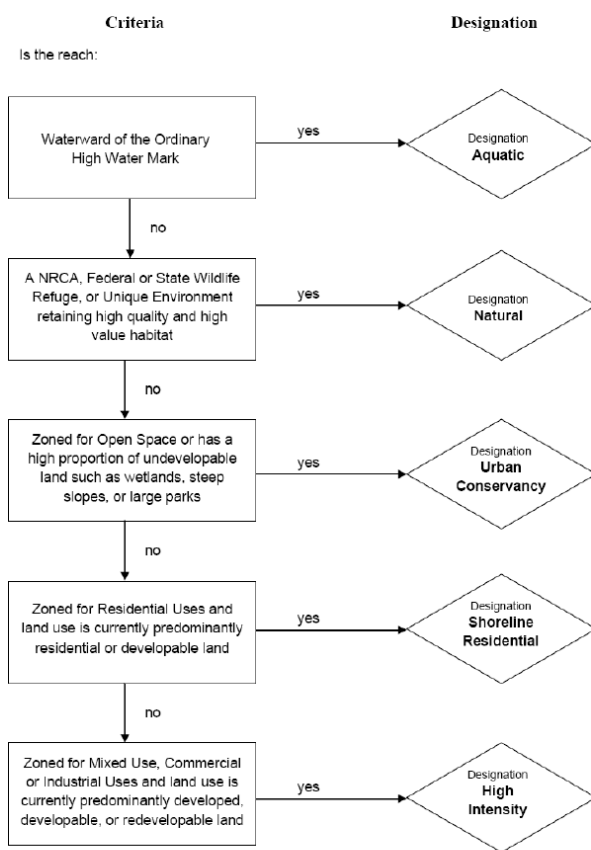 Criteria
Designation
Is the reach:
Waterward of the Ordinary
High Water Mark
yes
Designation
Aquatic
no
A NRCA, Federal or State Wildlife
Refuge, or Unique Environment
retaining high quality and high
value habitat
yes
Designation
Natural
no
Zoned for Open Space or has a
high proportion of undevelopable
land such as wetlands, steep
slopes, or large parks
yes
Designation
Urban
Conservancy
no
Zoned for Residential Uses and
land use is currently predominantly
residential or developable land
yes
Designation
Shoreline
Residential
no
Zoned for Mixed Use, Commercial
or Industrial Uses and land use is
currently predominantly developed,
developable, or redevelopable land
yes
Designation
High
Intensity